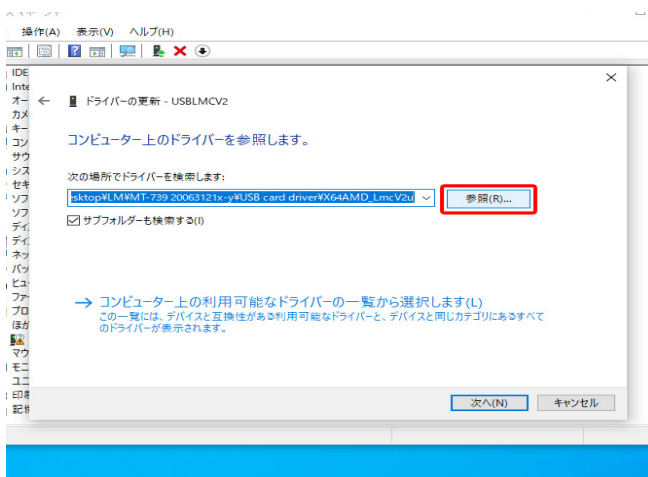 操作(A) 表示(V) ヘルプ(H)
IDE
Inte
オー
カメ
キー
コン
サウ
シス
セキ
ソフ
ソフ
ディ
ディ
ネッ
バッ
ヒュー
ファー
プロ
ほか
マウ
モニ
ユニ
印刷
記憶
ドライバーの更新 - USBLMCV2
コンピューター上のドライバーを参照します。
次の場所でドライバーを検索します:
esktop¥LM¥MT-739 20063121x-y¥USB card driver¥X64AMD_LmcV2u
参照(R)...
サブフォルダーも検索する(I)
コンピューター上の利用可能なドライバーの一覧から選択します(L)
この一覧には、デバイスと互換性がある利用可能なドライバーと、デバイスと同じカテゴリにあるすべて
のドライバーが表示されます。
次へ(N) キャンセル